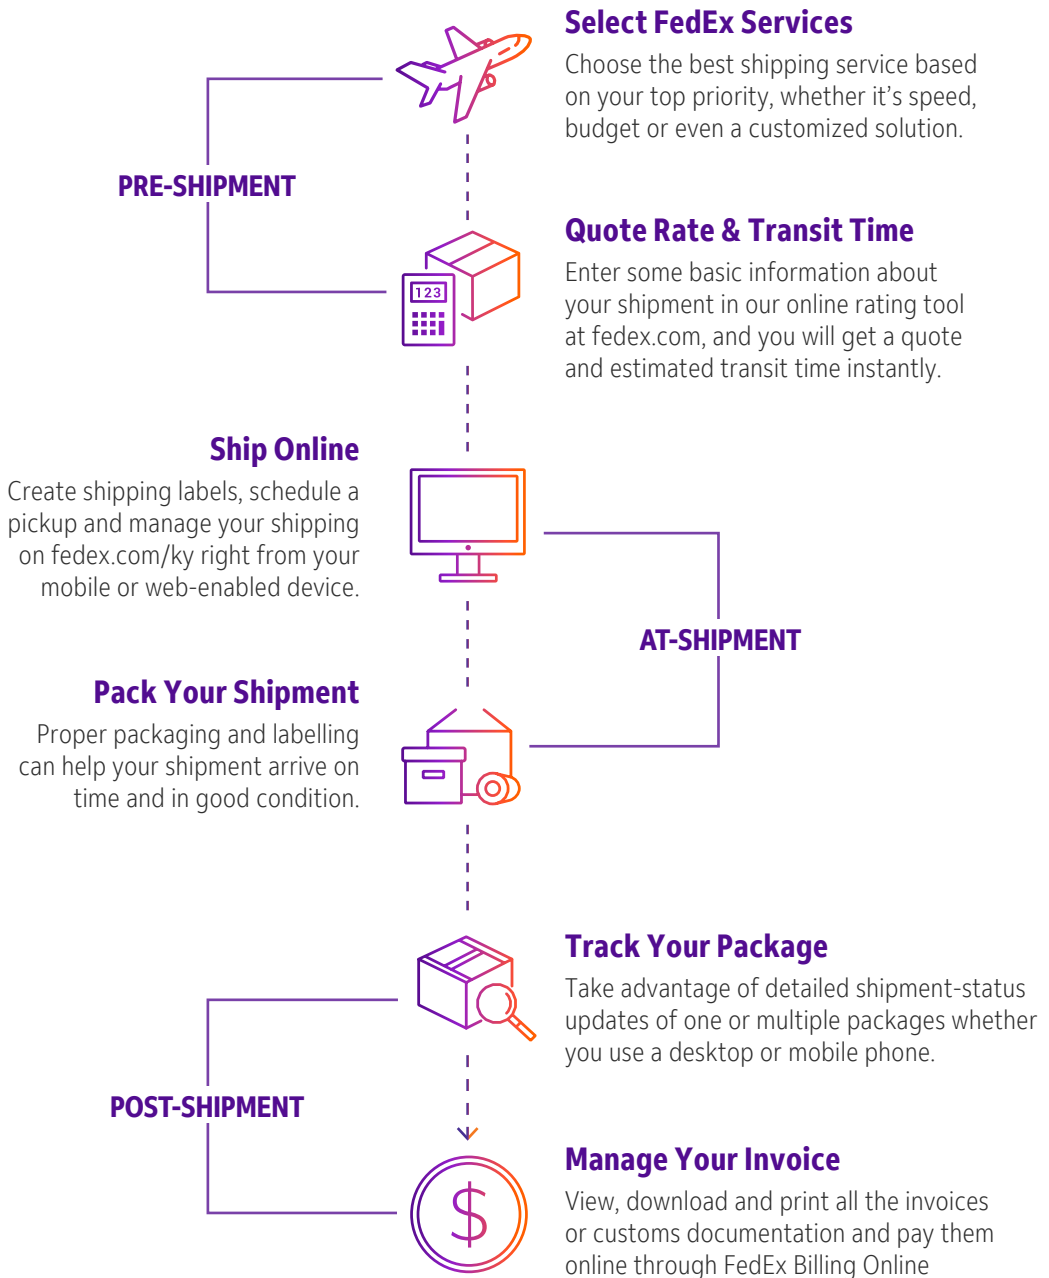 Select FedEx Services
Choose the best shipping service based
on your top priority, whether it’s speed,
budget or even a customized solution.
PRE-SHIPMENT
Quote Rate & Transit Time
Enter some basic information about
your shipment in our online rating tool
at fedex.com, and you will get a quote
and estimated transit time instantly.
123
Ship Online
Create shipping labels, schedule a
pickup and manage your shipping
on fedex.com/ky right from your
mobile or web-enabled device.
AT-SHIPMENT
Pack Your Shipment
Proper packaging and labelling
can help your shipment arrive on
time and in good condition.
Track Your Package
Take advantage of detailed shipment-status
updates of one or multiple packages whether
you use a desktop or mobile phone.
POST-SHIPMENT
Manage Your Invoice
View, download and print all the invoices
or customs documentation and pay them
online through FedEx Billing Online
$